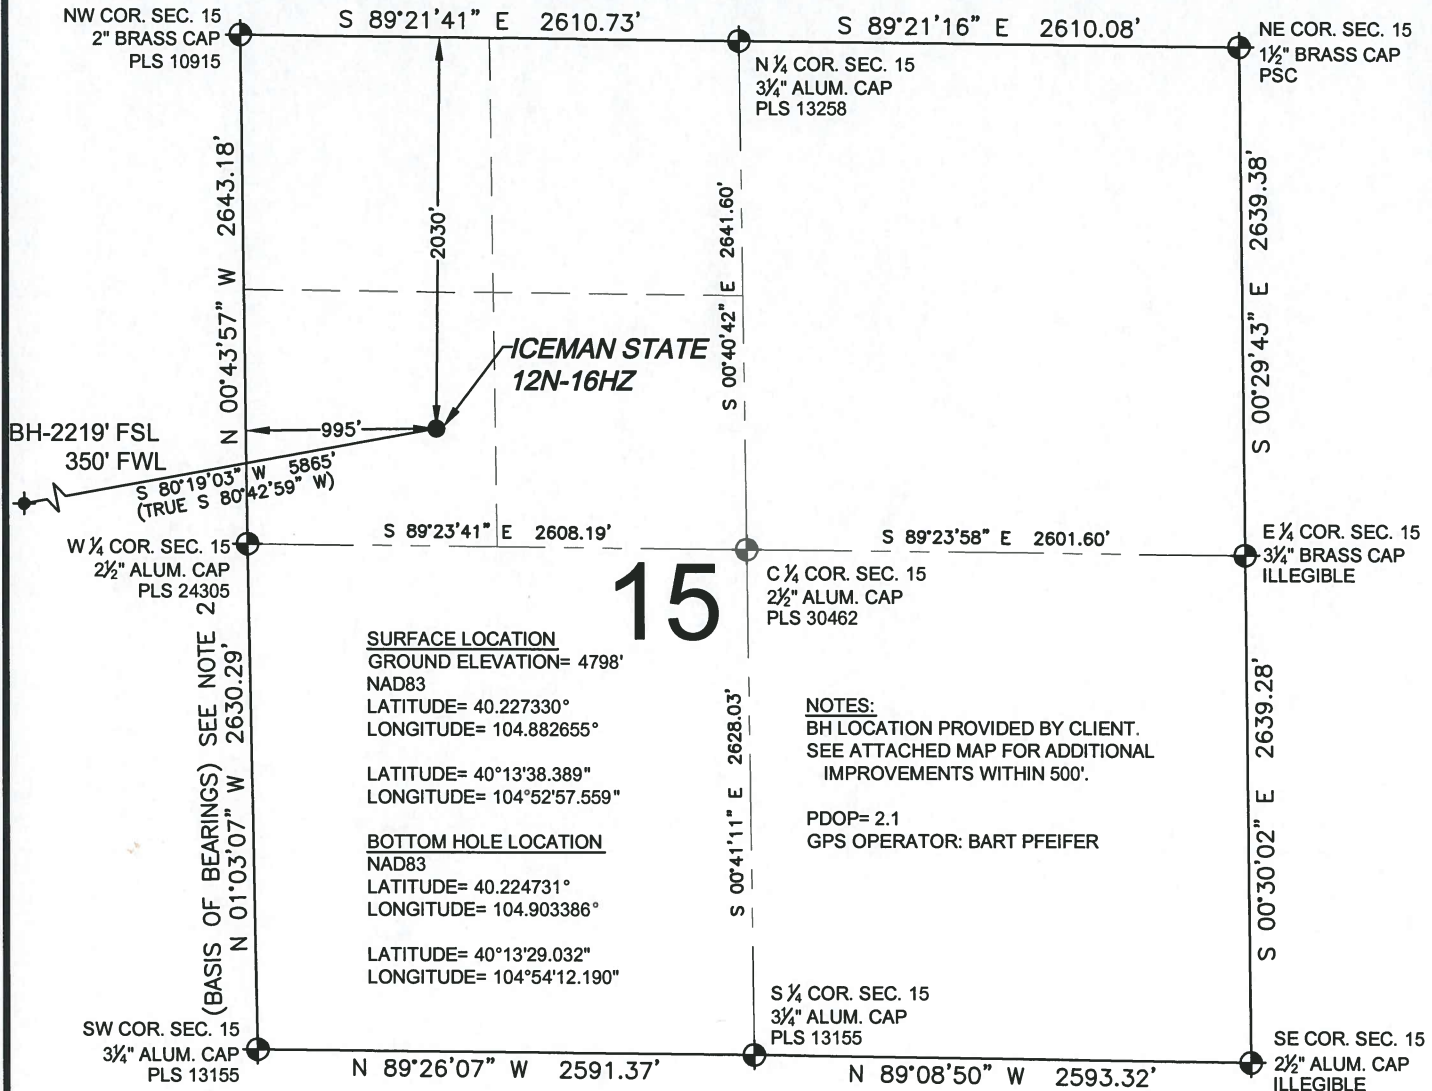 NW COR. SEC. 15
2" BRASS CAP
PLS 10915
S 89°21'41" E 2610.73'
S 89°21'16" E 2610.08'
NE COR. SEC. 15
1½" BRASS CAP
PSC
N ¼ COR. SEC. 15
3¼" ALUM. CAP
PLS 13258
N 00°43'57" W 2643.18'
2030'
S 00°40'42" E 2641.60'
S 00°29'43" E 2639.38'
ICEMAN STATE
12N-16HZ
995'
BH-2219' FSL
350' FWL
S 80°19'03" W 5865'
(TRUE S 80°42'59" W)
W ¼ COR. SEC. 15
2½" ALUM. CAP
PLS 24305
S 89°23'41" E 2608.19'
S 89°23'58" E 2601.60'
E ¼ COR. SEC. 15
3¼" BRASS CAP
ILLEGIBLE
15
C ¼ COR. SEC. 15
2½" ALUM. CAP
PLS 30462
(BASIS OF BEARINGS) SEE NOTE 2
N 01°03'07" W 2630.29'
SURFACE LOCATION
GROUND ELEVATION= 4798'
NAD83
LATITUDE= 40.227330°
LONGITUDE= 104.882655°
LATITUDE= 40°13'38.389"
LONGITUDE= 104°52'57.559"
BOTTOM HOLE LOCATION
NAD83
LATITUDE= 40.224731°
LONGITUDE= 104.903386°
LATITUDE= 40°13'29.032"
LONGITUDE= 104°54'12.190"
S 00°41'11" E 2628.03'
NOTES:
BH LOCATION PROVIDED BY CLIENT.
SEE ATTACHED MAP FOR ADDITIONAL
IMPROVEMENTS WITHIN 500'.
PDOP= 2.1
GPS OPERATOR: BART PFEIFER
S 00°30'02" E 2639.28'
SW COR. SEC. 15
3¼" ALUM. CAP
PLS 13155
N 89°26'07" W 2591.37'
S ¼ COR. SEC. 15
3¼" ALUM. CAP
PLS 13155
N 89°08'50" W 2593.32'
SE COR. SEC. 15
2½" ALUM. CAP
ILLEGIBLE